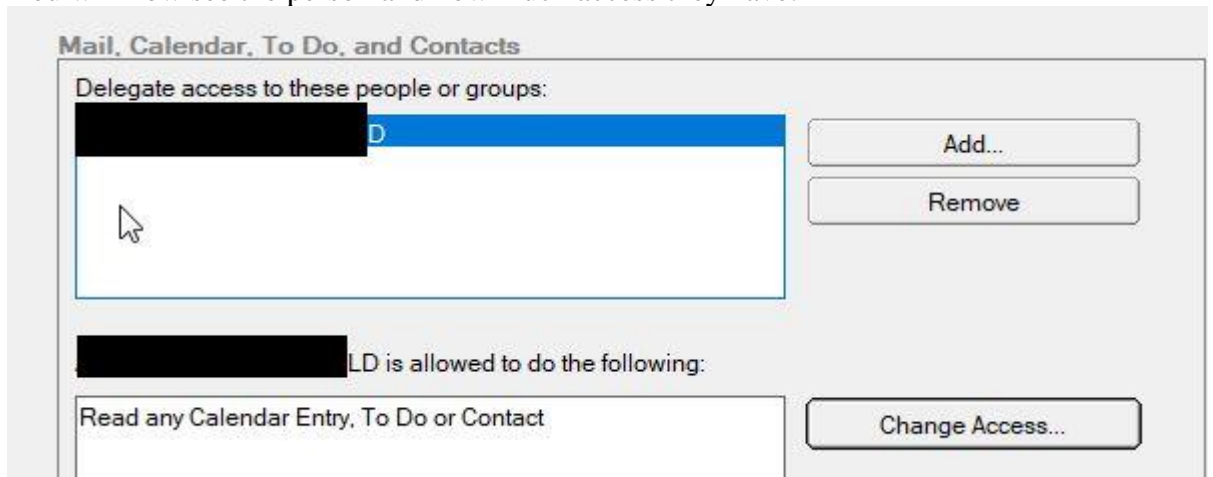 Mail, Calendar, To Do, and Contacts
Delegate access to these people or groups:
D
Add...
Remove
LD is allowed to do the following:
Read any Calendar Entry, To Do or Contact
Change Access...